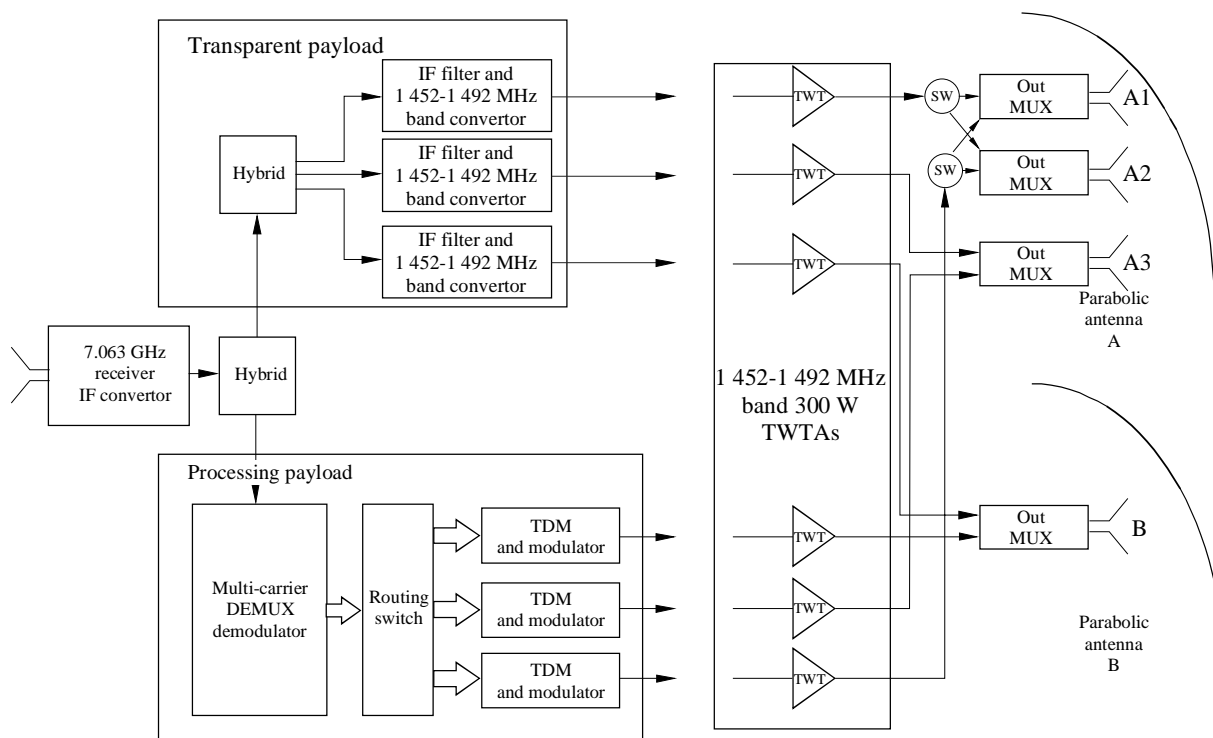 Transparent payload
IF filter and
1 452-1 492 MHz
band convertor
IF filter and
1 452-1 492 MHz
band convertor
IF filter and
1 452-1 492 MHz
band convertor
Hybrid
7.063 GHz
receiver
IF convertor
Hybrid
Processing payload
Multi-carrier
DEMUX
demodulator
Routing
switch
TDM
and modulator
TDM
and modulator
TDM
and modulator
TWT
TWT
TWT
1 452-1 492 MHz
band 300 W
TWTAs
TWT
TWT
TWT
SW
SW
Out
MUX
A1
Out
MUX
A2
Out
MUX
A3
Parabolic
antenna
A
Out
MUX
B
Parabolic
antenna
B